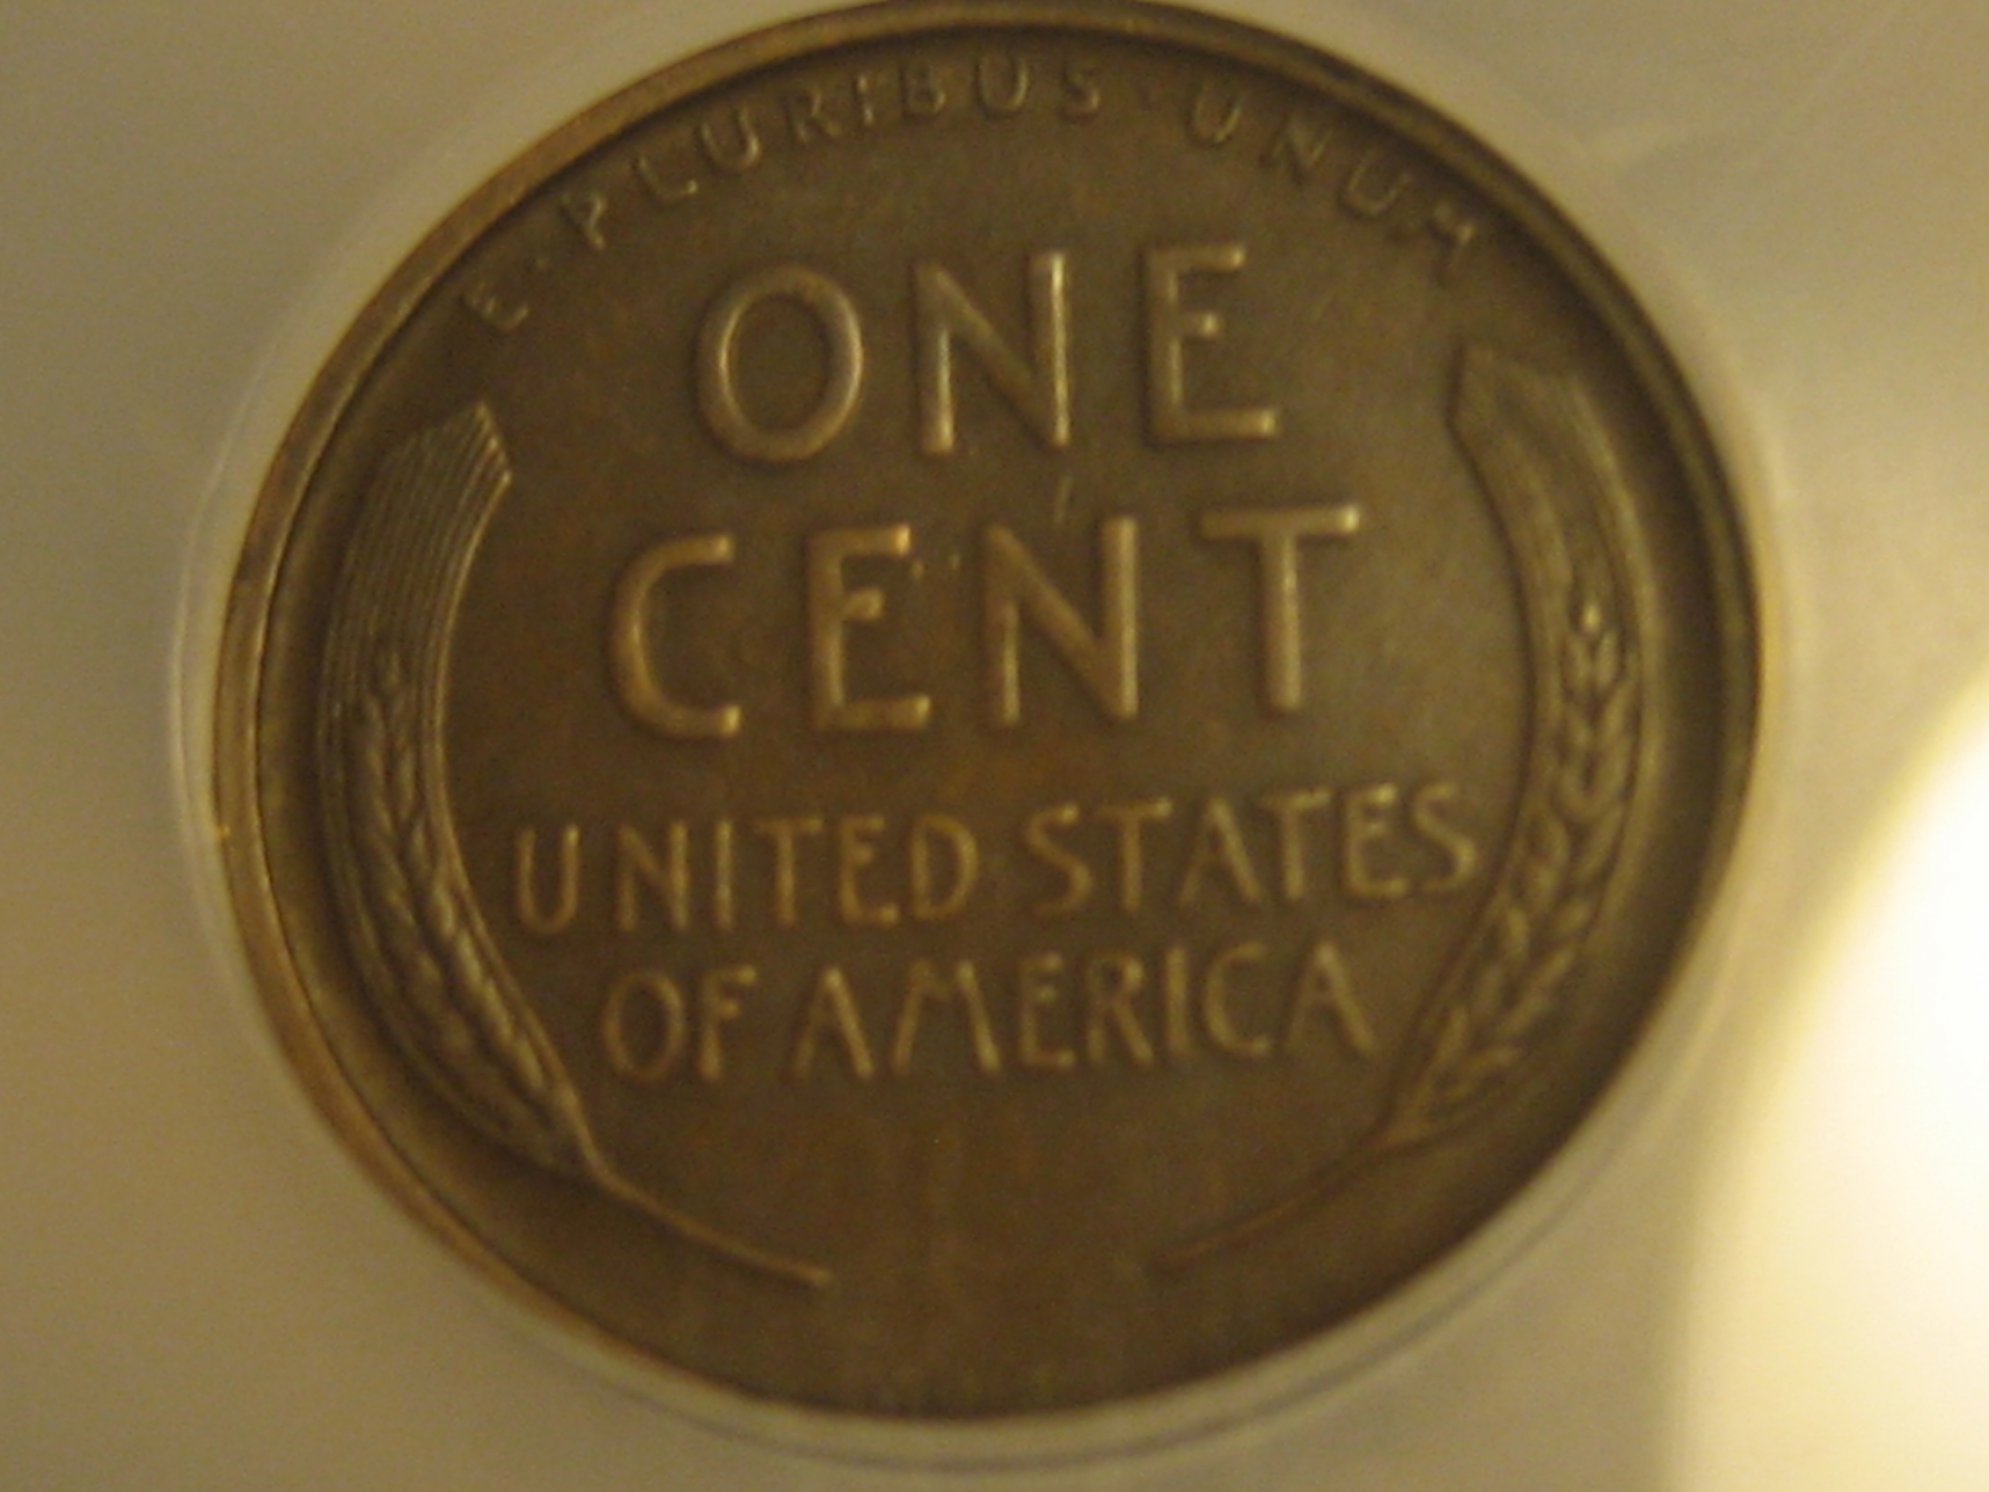 E·PLURIBUS·UNUM
ONE
CENT
UNITED STATES
OF AMERICA